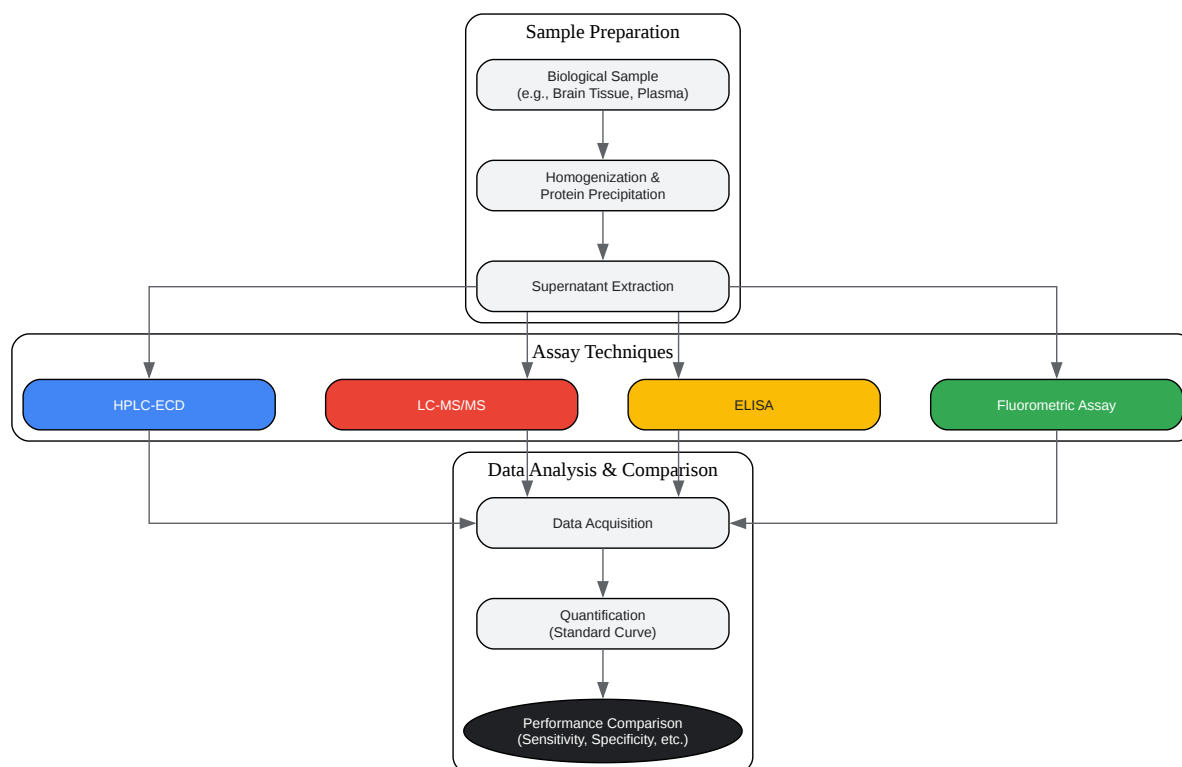 Sample Preparation
Biological Sample
(e.g., Brain Tissue, Plasma)
Homogenization &
Protein Precipitation
Supernatant Extraction
Assay Techniques
HPLC-ECD
LC-MS/MS
ELISA
Fluorometric Assay
Data Analysis & Comparison
Data Acquisition
Quantification
(Standard Curve)
Performance Comparison
(Sensitivity, Specificity, etc.)